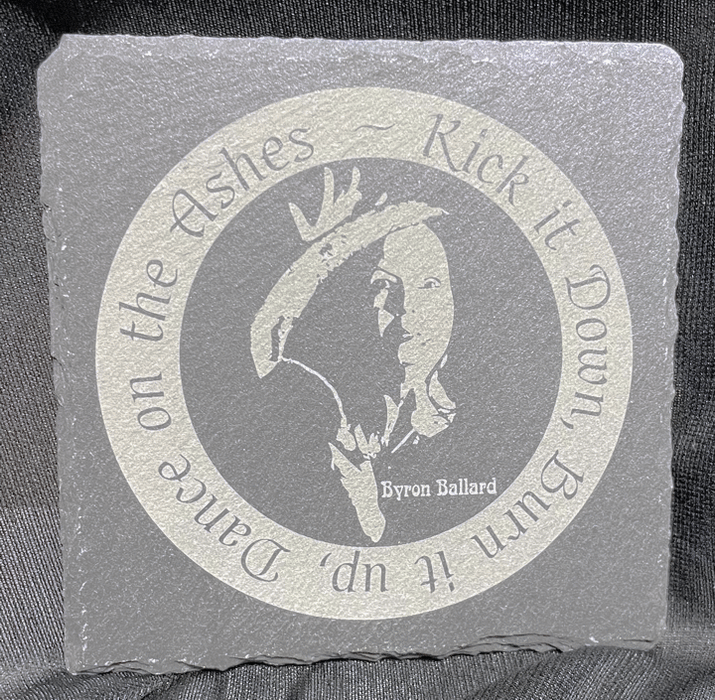 Kick it Down, Burn it up, Dance on the Ashes ~
Byron Ballard